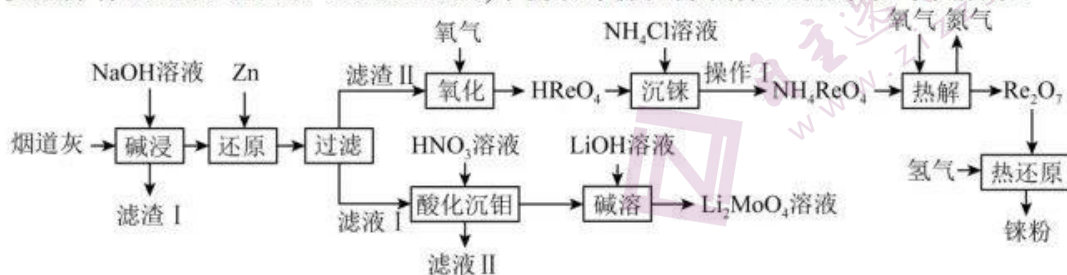 氧气
NH₄Cl溶液
氧气 氮气
NaOH溶液 Zn
滤渣Ⅱ 氧化 HReO₄ 沉铼 操作Ⅰ NH₄ReO₄ 热解 Re₂O₇
烟道灰 碱浸 还原 过滤
HNO₃溶液 LiOH溶液
氢气 热还原
滤渣Ⅰ 滤液Ⅰ 酸化沉钼 碱溶 Li₂MoO₄溶液
铼粉
滤液Ⅱ